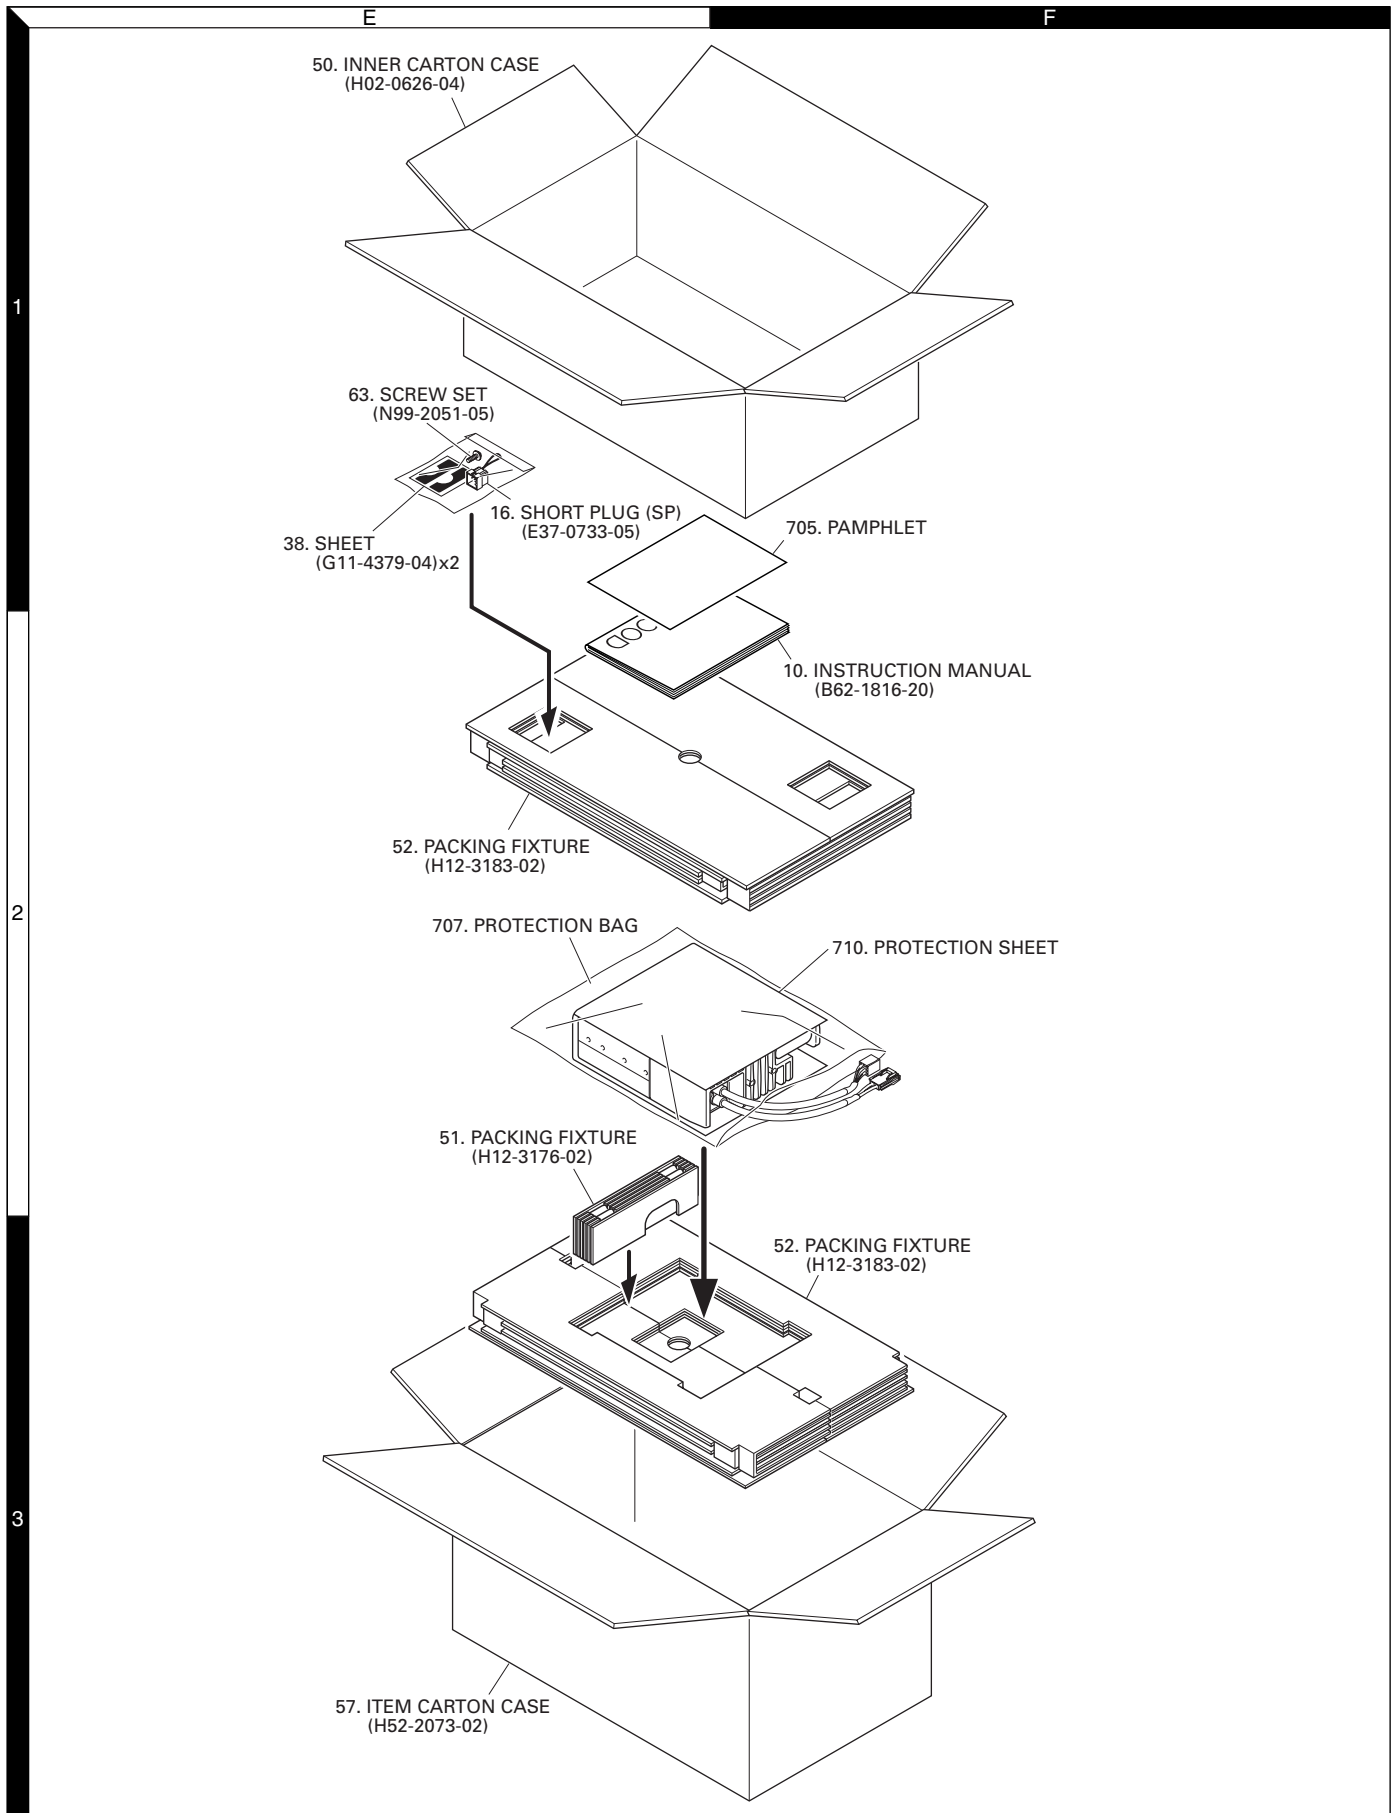 E
F
50. INNER CARTON CASE
(H02-0626-04)
1
63. SCREW SET
(N99-2051-05)
16. SHORT PLUG (SP)
(E37-0733-05)
38. SHEET
(G11-4379-04)x2
705. PAMPHLET
10. INSTRUCTION MANUAL
(B62-1816-20)
52. PACKING FIXTURE
(H12-3183-02)
2
707. PROTECTION BAG
710. PROTECTION SHEET
51. PACKING FIXTURE
(H12-3176-02)
52. PACKING FIXTURE
(H12-3183-02)
3
57. ITEM CARTON CASE
(H52-2073-02)